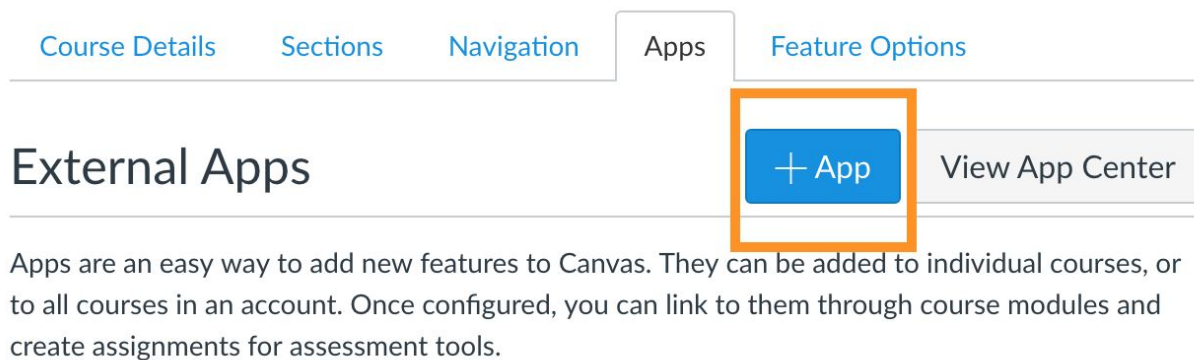 Course Details Sections Navigation Apps Feature Options
External Apps + App View App Center
Apps are an easy way to add new features to Canvas. They can be added to individual courses, or
to all courses in an account. Once configured, you can link to them through course modules and
create assignments for assessment tools.